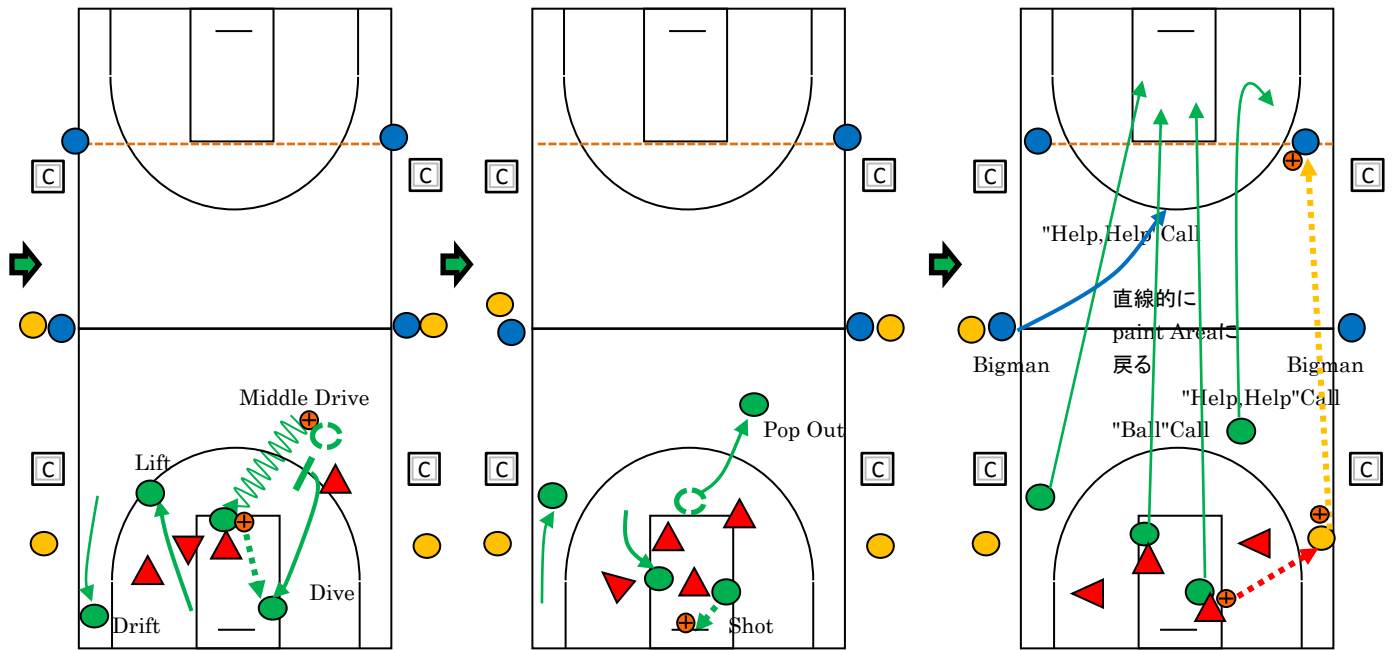 C
C
Middle Drive
Lift
C
C
Drift
Dive
C
C
Pop Out
C
C
Shot
C
C
"Help,Help"Call
直線的に
paint Areaに
戻る
Bigman
Bigman
"Help,Help"Call
"Ball"Call
C
C